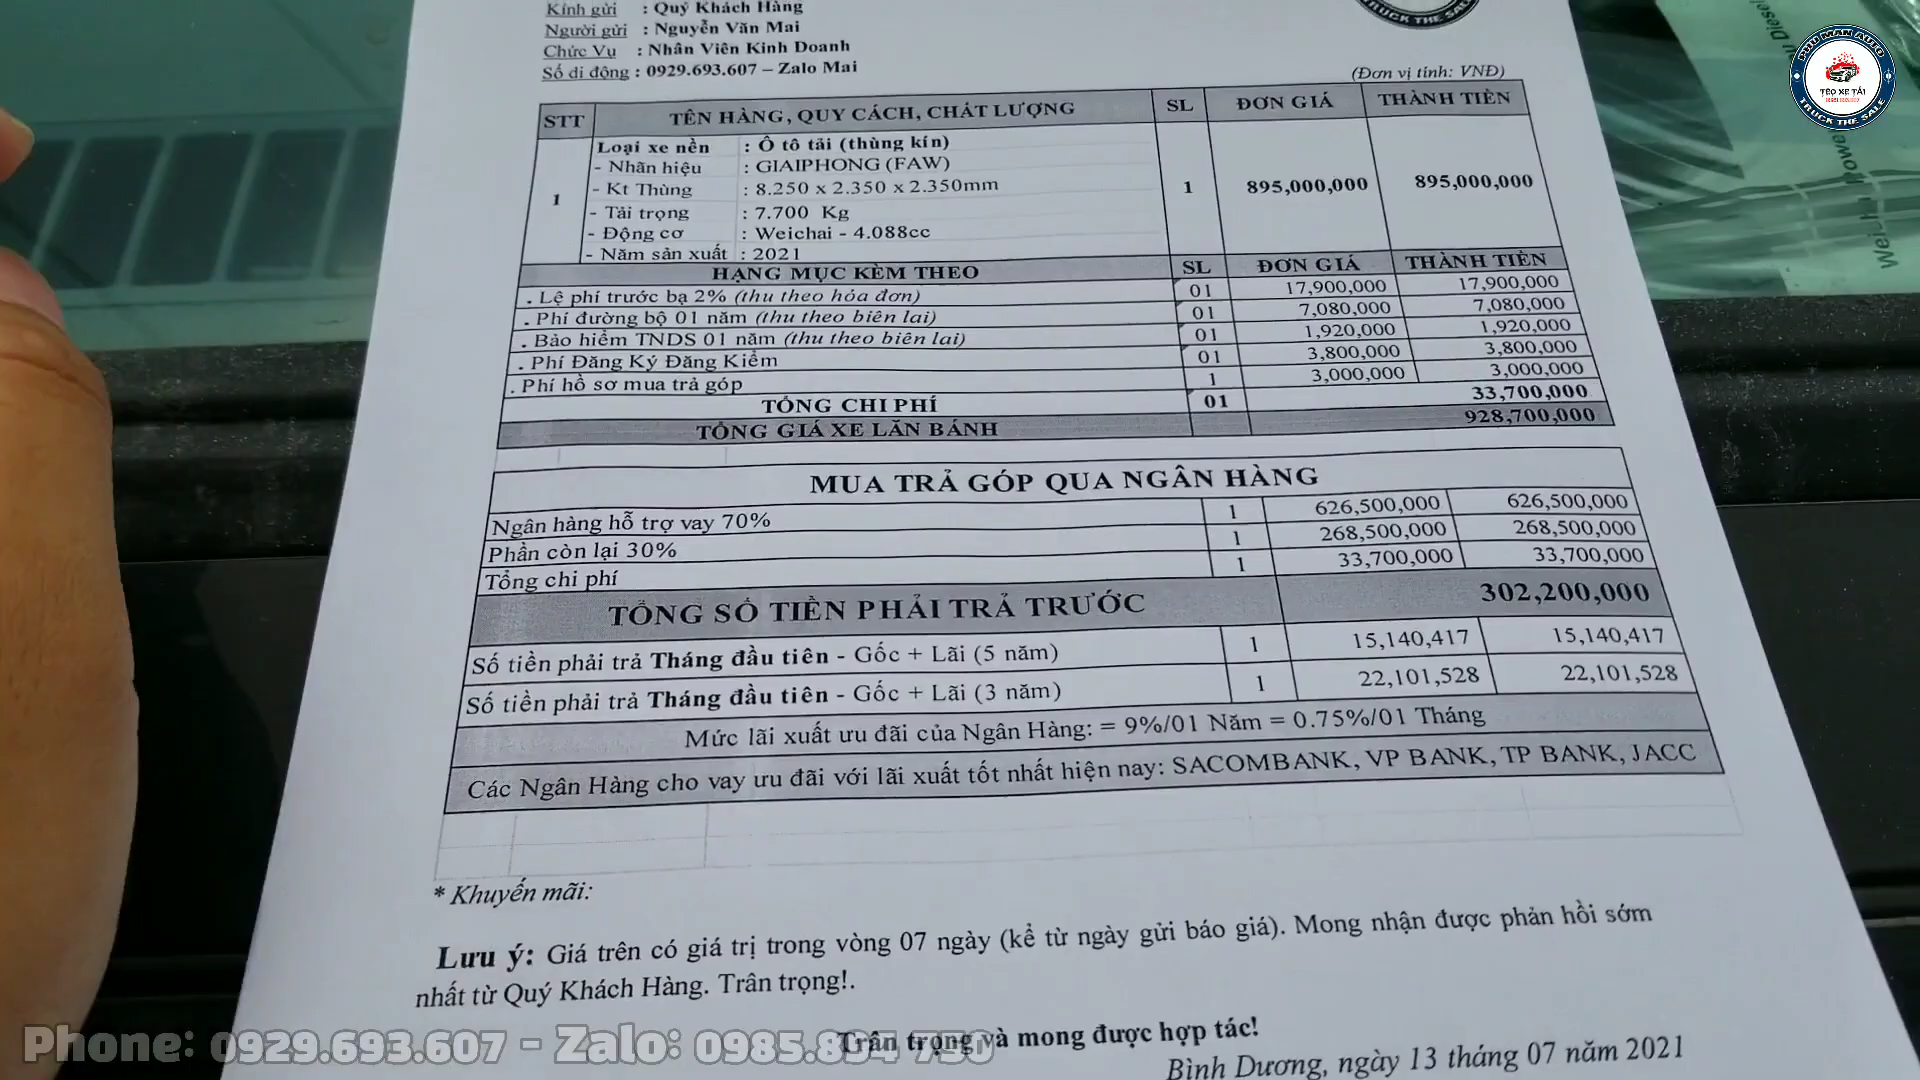 Kính gửi : Quý Khách Hàng
Người gửi : Nguyễn Văn Mai
Chức Vụ : Nhân Viên Kinh Doanh
Số di động : 0929.693.607 – Zalo Mai
TRUCK THE SALE
PHU MAN AUTO
TÈO XE TẢI
TRUCK THE SALE
(Đơn vị tính: VNĐ)
STT TÊN HÀNG, QUY CÁCH, CHẤT LƯỢNG SL ĐƠN GIÁ THÀNH TIỀN
Loại xe nền : Ô tô tải (thùng kín)
- Nhãn hiệu : GIAIPHONG (FAW)
1 - Kt Thùng : 8.250 x 2.350 x 2.350mm 1 895,000,000 895,000,000
- Tải trọng : 7.700 Kg
- Động cơ : Weichai - 4.088cc
- Năm sản xuất : 2021
HẠNG MỤC KÈM THEO SL ĐƠN GIÁ THÀNH TIỀN
. Lệ phí trước bạ 2% (thu theo hóa đơn) 01 17,900,000 17,900,000
. Phí đường bộ 01 năm (thu theo biên lai) 01 7,080,000 7,080,000
. Bảo hiểm TNDS 01 năm (thu theo biên lai) 01 1,920,000 1,920,000
. Phí Đăng Ký Đăng Kiểm 01 3,800,000 3,800,000
. Phí hồ sơ mua trả góp 1 3,000,000 3,000,000
TỔNG CHI PHÍ 01 33,700,000
TỔNG GIÁ XE LĂN BÁNH 928,700,000
MUA TRẢ GÓP QUA NGÂN HÀNG
Ngân hàng hỗ trợ vay 70% 1 626,500,000 626,500,000
Phần còn lại 30% 1 268,500,000 268,500,000
Tổng chi phí 1 33,700,000 33,700,000
TỔNG SỐ TIỀN PHẢI TRẢ TRƯỚC 302,200,000
Số tiền phải trả Tháng đầu tiên - Gốc + Lãi (5 năm) 1 15,140,417 15,140,417
Số tiền phải trả Tháng đầu tiên - Gốc + Lãi (3 năm) 1 22,101,528 22,101,528
Mức lãi xuất ưu đãi của Ngân Hàng: = 9%/01 Năm = 0.75%/01 Tháng
Các Ngân Hàng cho vay ưu đãi với lãi xuất tốt nhất hiện nay: SACOMBANK, VP BANK, TP BANK, JACC
* Khuyến mãi:
Lưu ý: Giá trên có giá trị trong vòng 07 ngày (kể từ ngày gửi báo giá). Mong nhận được phản hồi sớm
nhất từ Quý Khách Hàng. Trân trọng!.
Trân trọng và mong được hợp tác!
Bình Dương, ngày 13 tháng 07 năm 2021
Phone: 0929.693.607 - Zalo: 0985.894 750